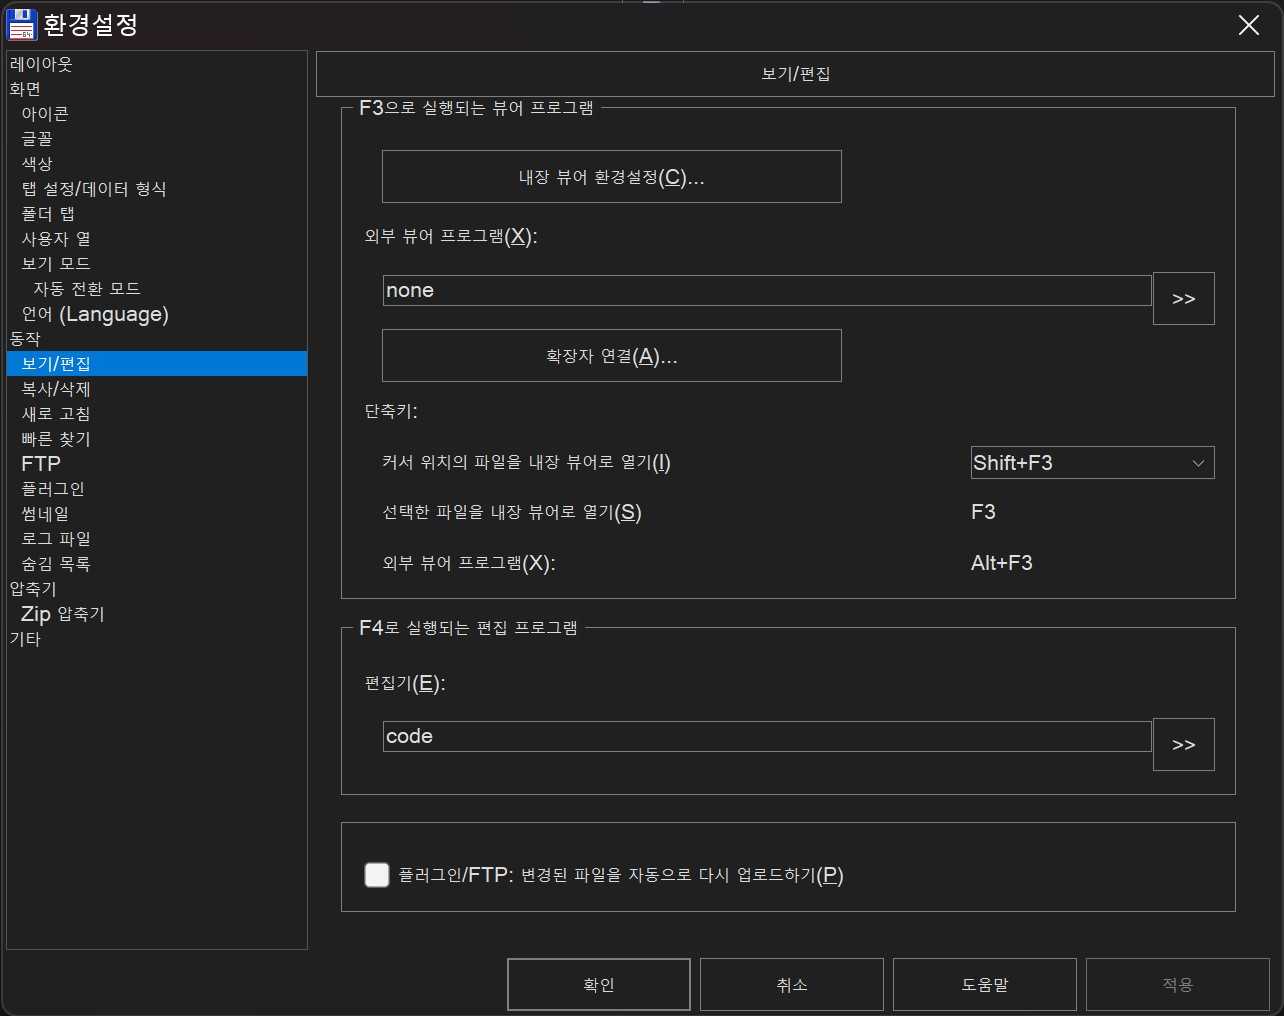 환경설정
레이아웃
화면
아이콘
글꼴
색상
탭 설정/데이터 형식
폴더 탭
사용자 열
보기 모드
자동 전환 모드
언어 (Language)
동작
보기/편집
복사/삭제
새로 고침
빠른 찾기
FTP
플러그인
썸네일
로그 파일
숨김 목록
압축기
Zip 압축기
기타
보기/편집
F3으로 실행되는 뷰어 프로그램
내장 뷰어 환경설정(C)...
외부 뷰어 프로그램(X):
none
>>
확장자 연결(A)...
단축키:
커서 위치의 파일을 내장 뷰어로 열기(I)
Shift+F3
선택한 파일을 내장 뷰어로 열기(S)
F3
외부 뷰어 프로그램(X):
Alt+F3
F4로 실행되는 편집 프로그램
편집기(E):
code
>>
플러그인/FTP: 변경된 파일을 자동으로 다시 업로드하기(P)
확인
취소
도움말
적용